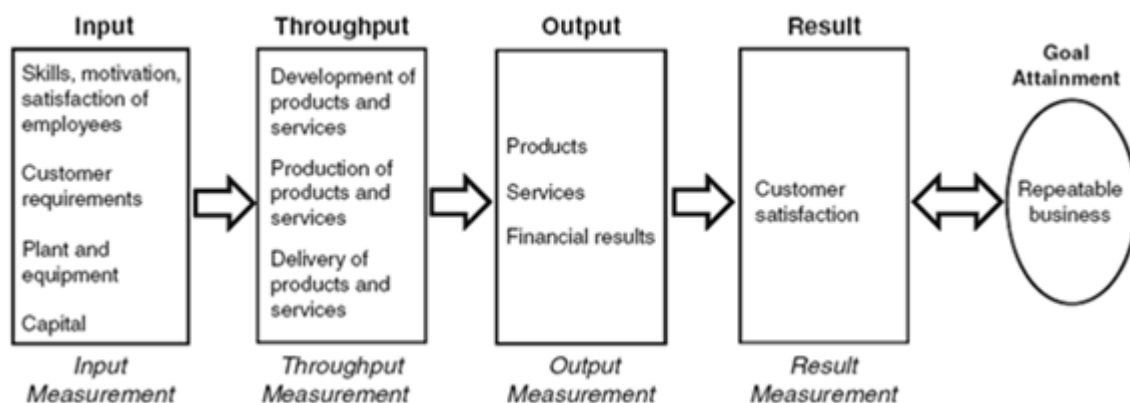 Input
Throughput
Output
Result
Goal
Attainment
Skills, motivation,
satisfaction of
employees
Customer
requirements
Plant and
equipment
Capital
Development of
products and
services
Production of
products and
services
Delivery of
products and
services
Products
Services
Financial results
Customer
satisfaction
Repeatable
business
Input
Measurement
Throughput
Measurement
Output
Measurement
Result
Measurement